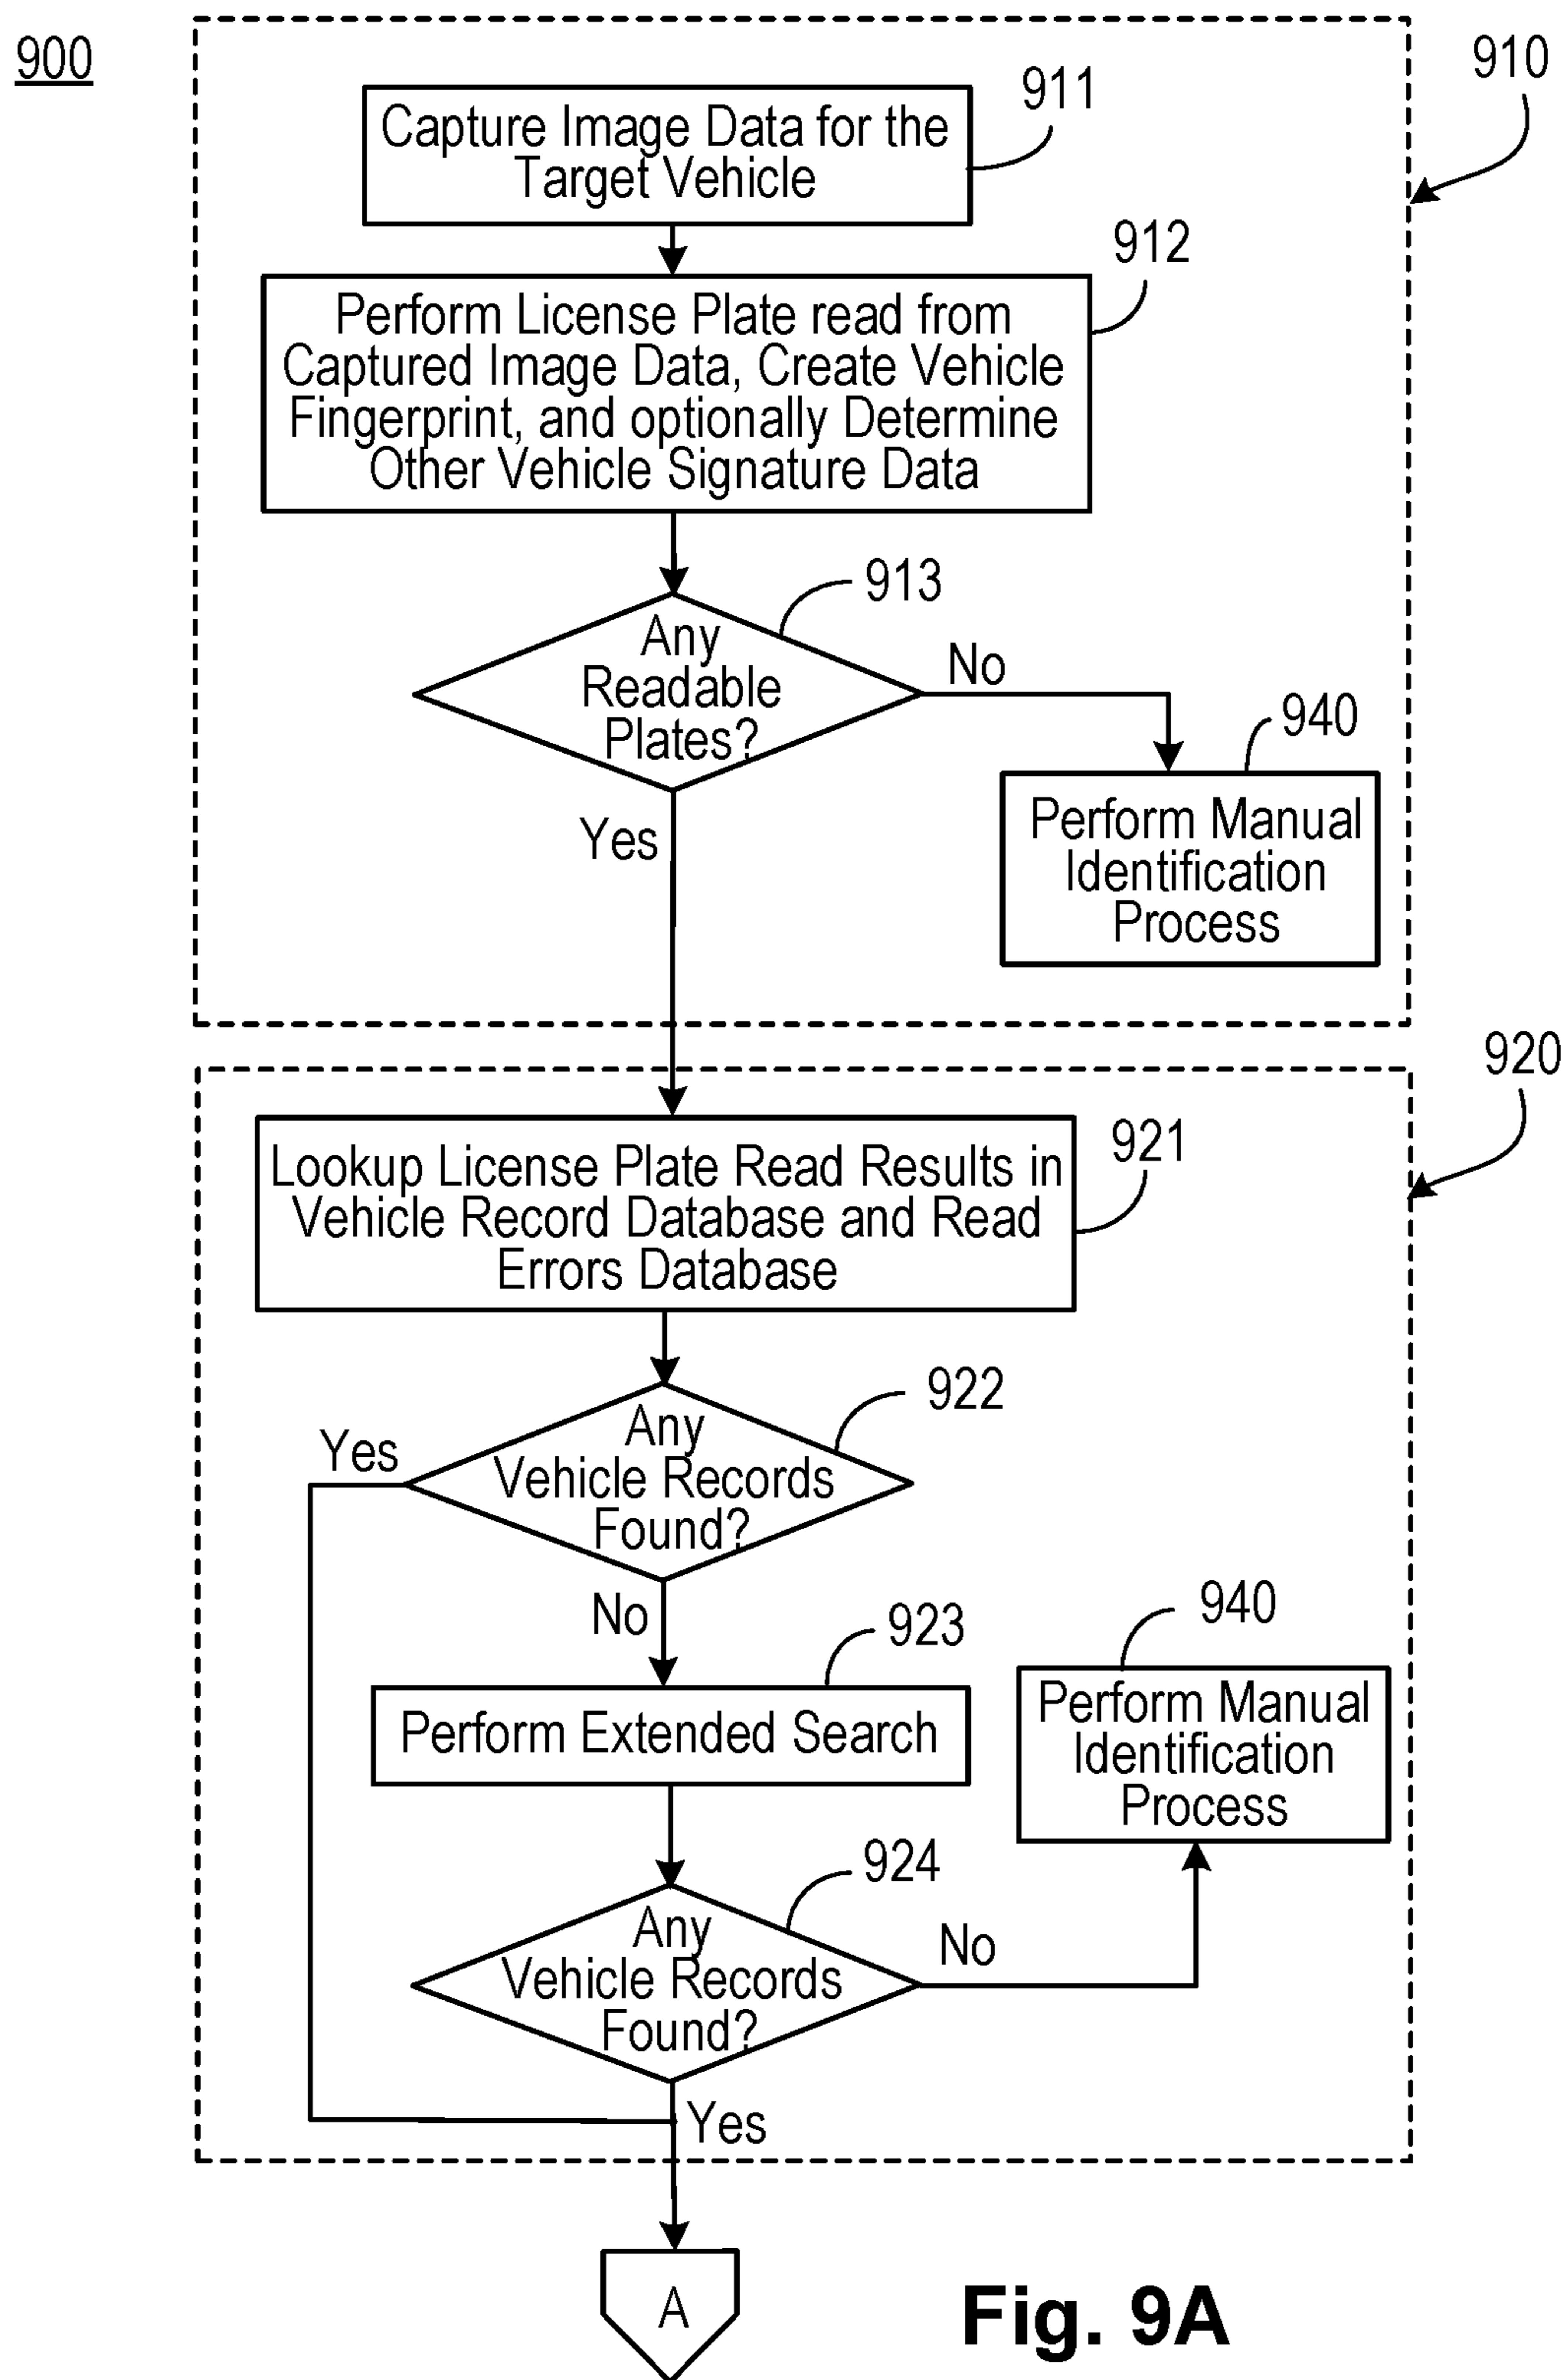 900
910
911
Capture Image Data for the
Target Vehicle
912
Perform License Plate read from
Captured Image Data, Create Vehicle
Fingerprint, and optionally Determine
Other Vehicle Signature Data
913
Any
Readable
Plates?
No
Yes
940
Perform Manual
Identification
Process
920
921
Lookup License Plate Read Results in
Vehicle Record Database and Read
Errors Database
922
Any
Vehicle Records
Found?
Yes
No
923
Perform Extended Search
940
Perform Manual
Identification
Process
924
Any
Vehicle Records
Found?
No
Yes
A
Fig. 9A